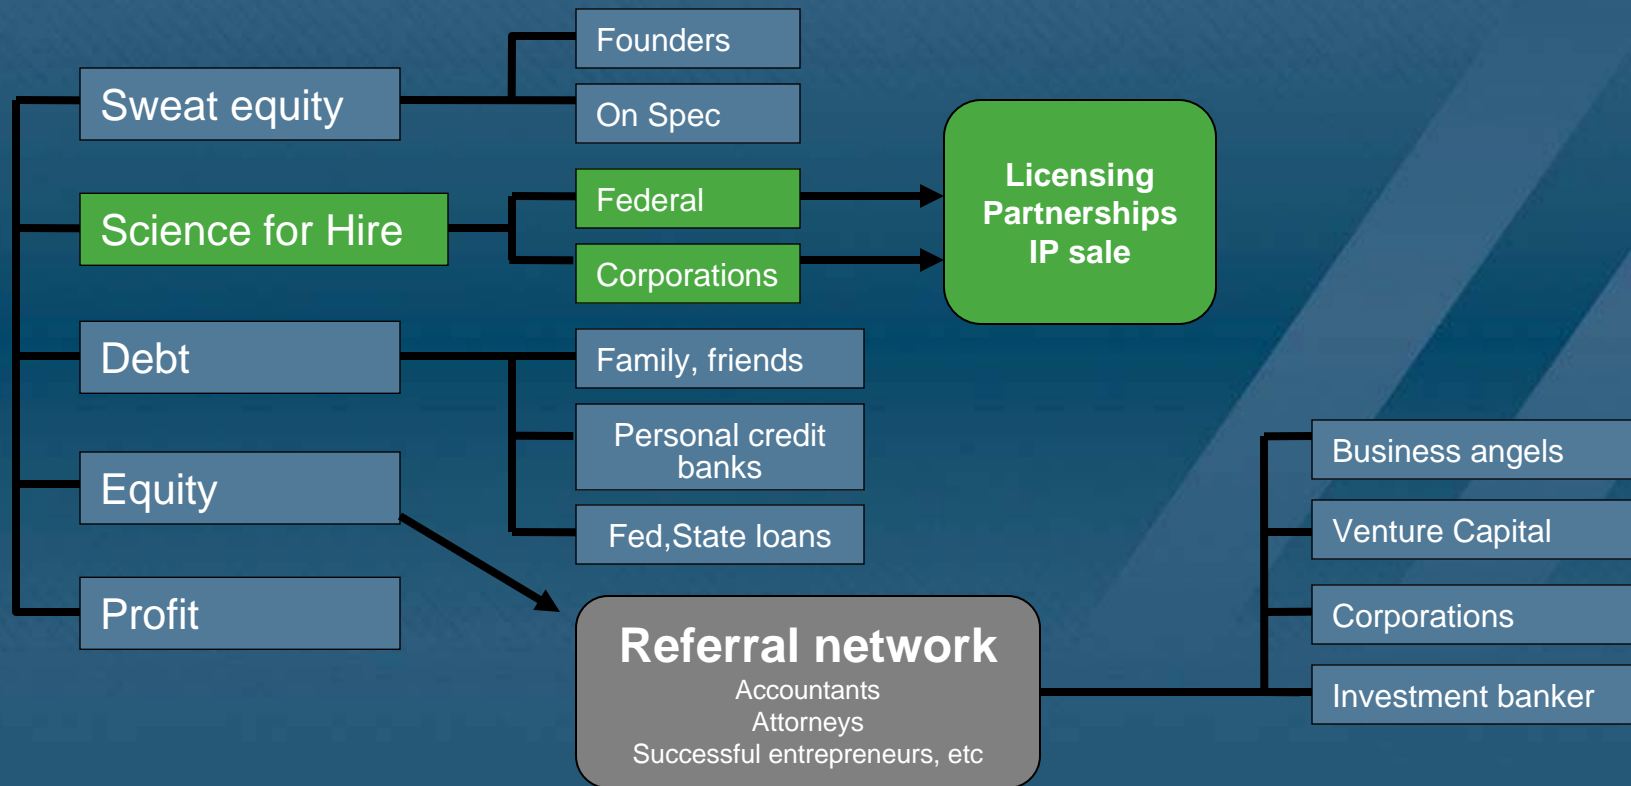 Sweat equity
Founders
On Spec
Science for Hire
Federal
Corporations
Licensing
Partnerships
IP sale
Debt
Family, friends
Personal credit
banks
Fed,State loans
Equity
Profit
Referral network
Accountants
Attorneys
Successful entrepreneurs, etc
Business angels
Venture Capital
Corporations
Investment banker